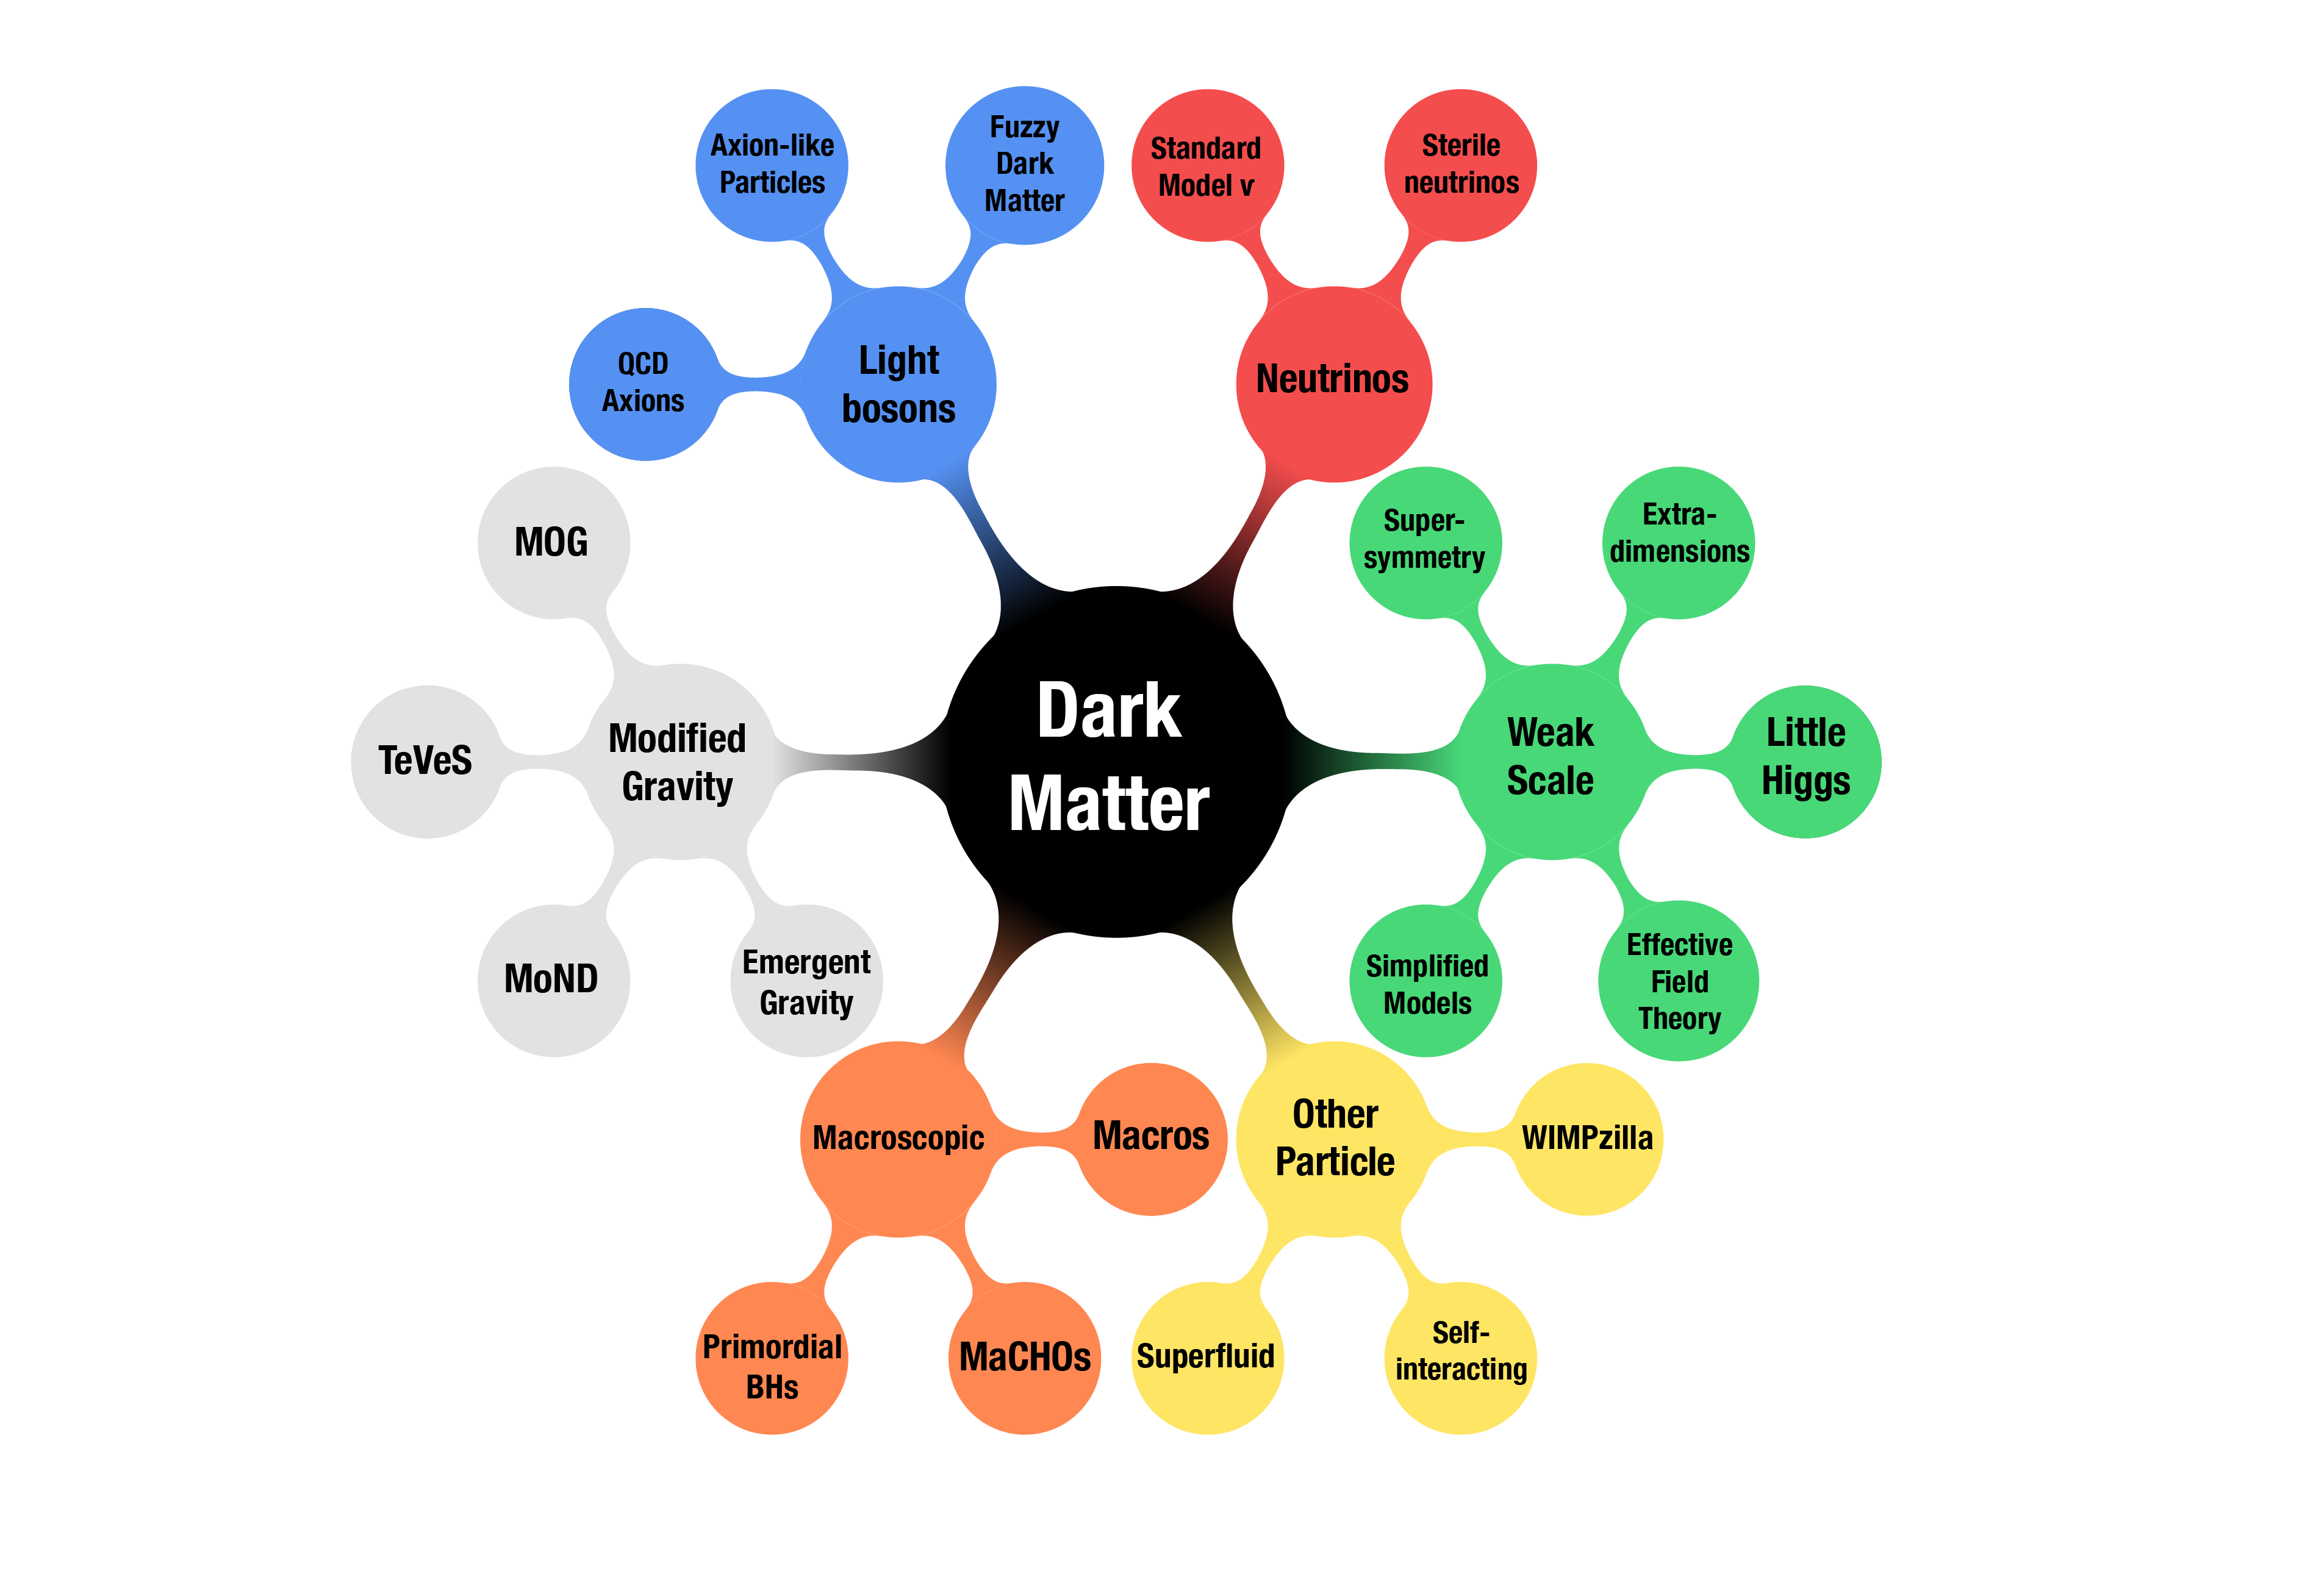 Axion-like
Particles
Fuzzy
Dark
Matter
Standard
Model ν
Sterile
neutrinos
QCD
Axions
Light
bosons
Neutrinos
MOG
Super-
symmetry
Extra-
dimensions
TeVeS
Modified
Gravity
Dark
Matter
Weak
Scale
Little
Higgs
MoND
Emergent
Gravity
Simplified
Models
Effective
Field
Theory
Macroscopic
Macros
Other
Particle
WIMPzilla
Primordial
BHs
MaCHOs
Superfluid
Self-
interacting